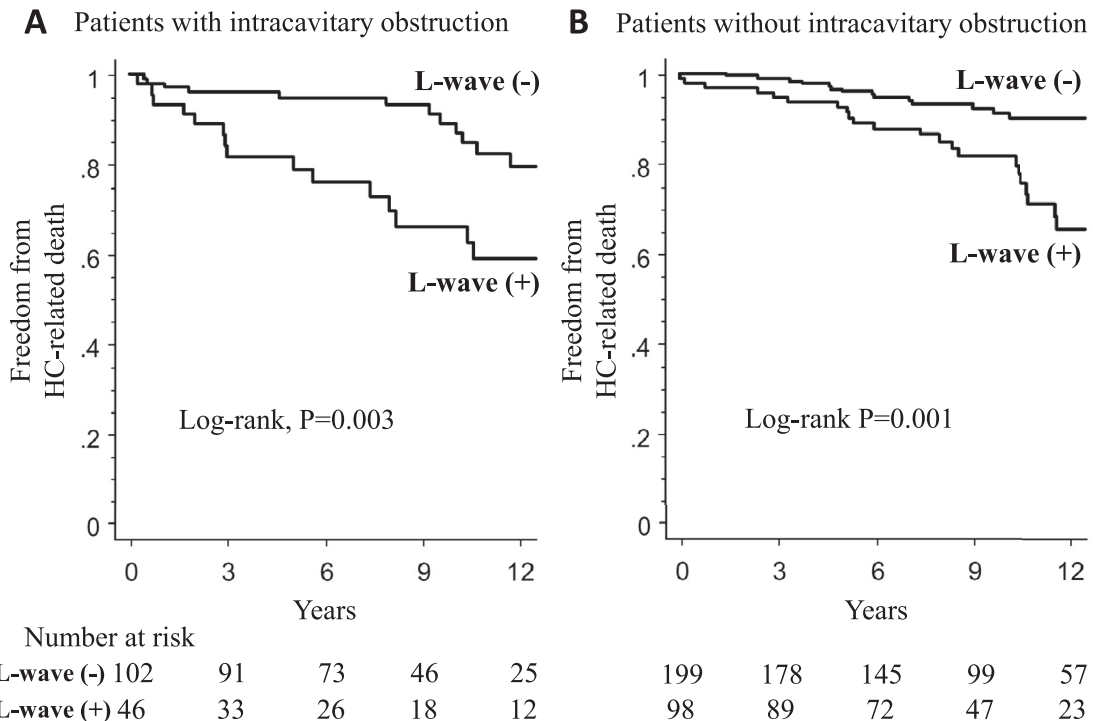 A Patients with intracavitary obstruction
1
.8
.6
.4
.2
0
Freedom from
HC-related death
L-wave (-)
L-wave (+)
Log-rank, P=0.003
0 3 6 9 12
Years
B Patients without intracavitary obstruction
1
.8
.6
.4
.2
0
Freedom from
HC-related death
L-wave (-)
L-wave (+)
Log-rank P=0.001
0 3 6 9 12
Years
Number at risk
L-wave (-) 102 91 73 46 25 199 178 145 99 57
L-wave (+) 46 33 26 18 12 98 89 72 47 23